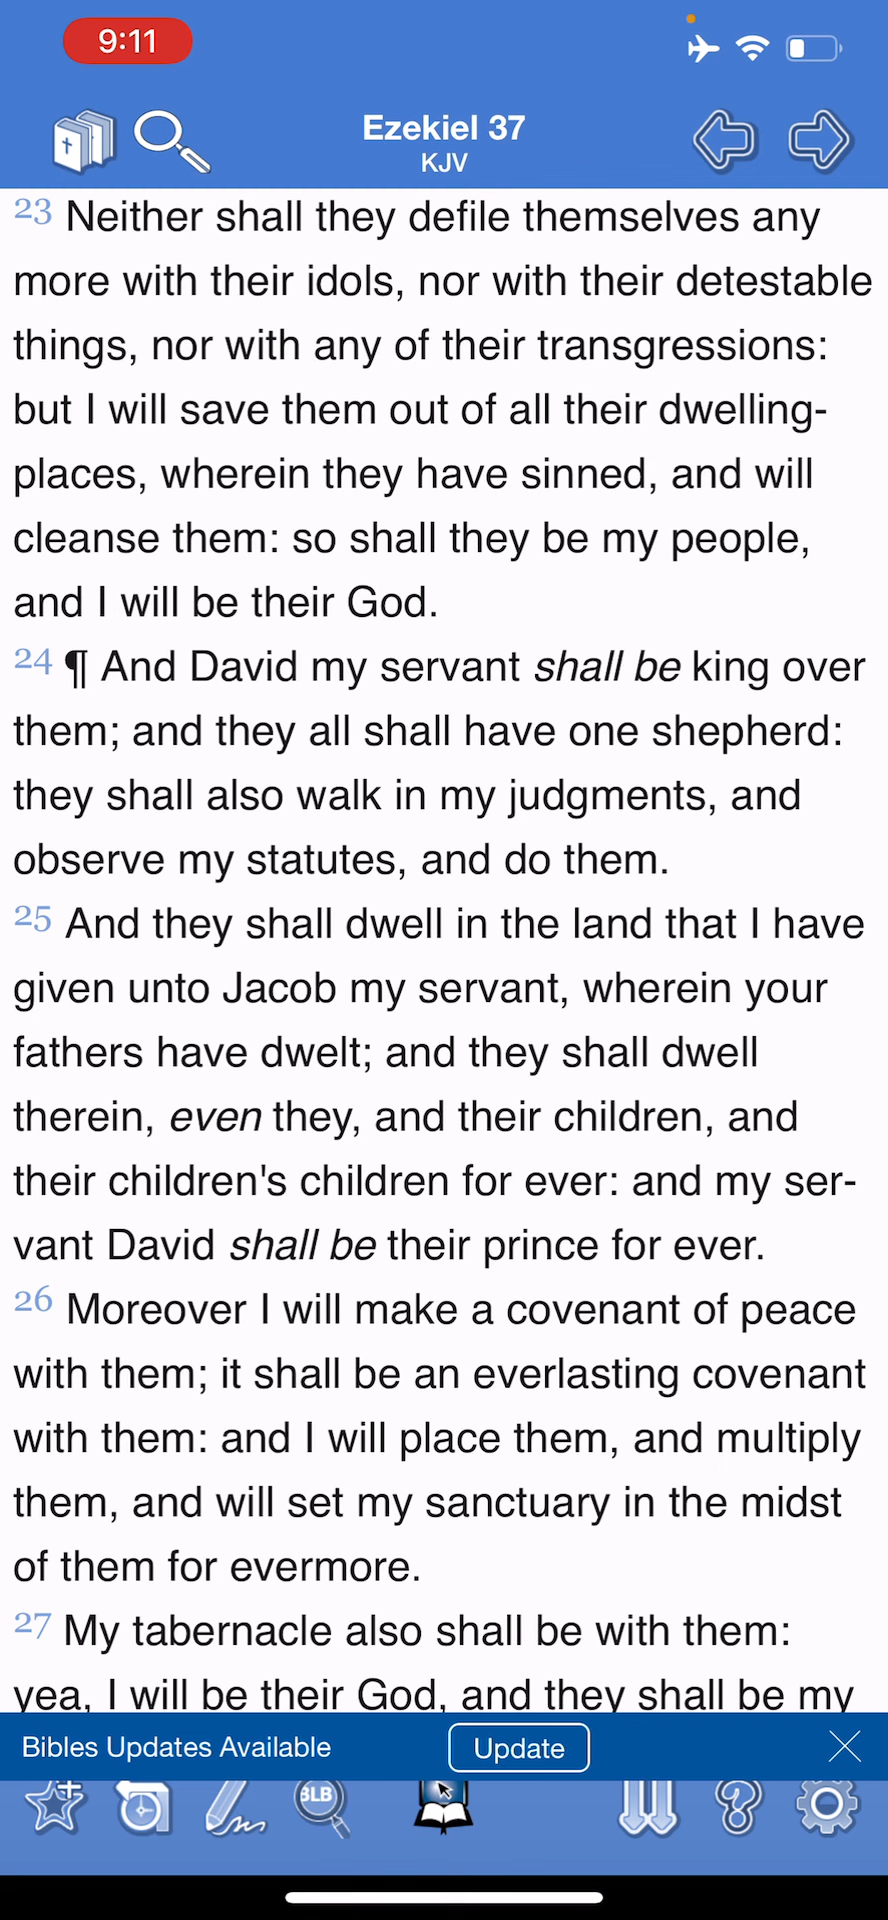 9:11
Ezekiel 37
KJV
23 Neither shall they defile themselves any
more with their idols, nor with their detestable
things, nor with any of their transgressions:
but I will save them out of all their dwelling-
places, wherein they have sinned, and will
cleanse them: so shall they be my people,
and I will be their God.
24 ¶ And David my servant shall be king over
them; and they all shall have one shepherd:
they shall also walk in my judgments, and
observe my statutes, and do them.
25 And they shall dwell in the land that I have
given unto Jacob my servant, wherein your
fathers have dwelt; and they shall dwell
therein, even they, and their children, and
their children's children for ever: and my ser-
vant David shall be their prince for ever.
26 Moreover I will make a covenant of peace
with them; it shall be an everlasting covenant
with them: and I will place them, and multiply
them, and will set my sanctuary in the midst
of them for evermore.
27 My tabernacle also shall be with them:
yea, I will be their God, and they shall be my
Bibles Updates Available
Update
BLB